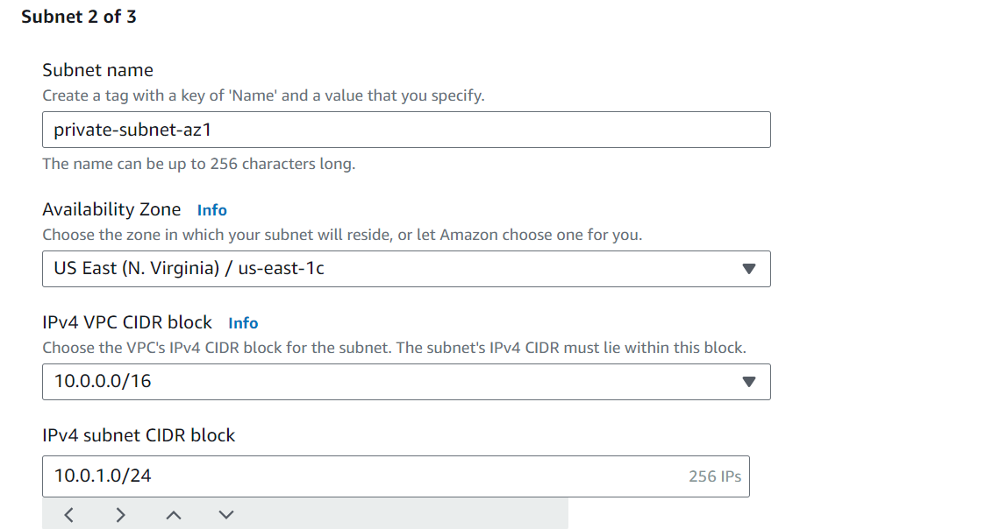 Subnet 2 of 3
Subnet name
Create a tag with a key of 'Name' and a value that you specify.
private-subnet-az1
The name can be up to 256 characters long.
Availability Zone Info
Choose the zone in which your subnet will reside, or let Amazon choose one for you.
US East (N. Virginia) / us-east-1c
IPv4 VPC CIDR block Info
Choose the VPC's IPv4 CIDR block for the subnet. The subnet's IPv4 CIDR must lie within this block.
10.0.0.0/16
IPv4 subnet CIDR block
10.0.1.0/24 256 IPs